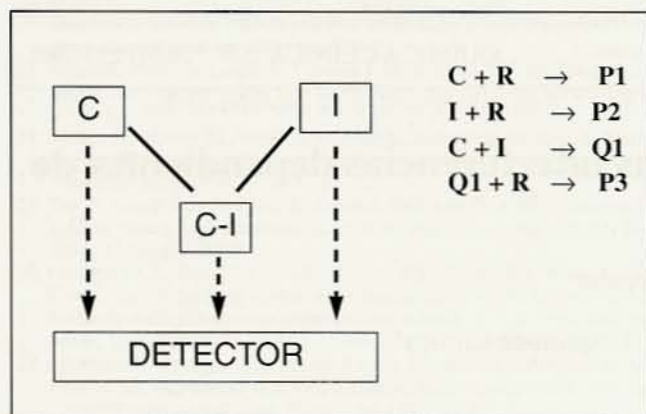 C
I
C + R → P1
I + R → P2
C + I → Q1
Q1 + R → P3
C-I
DETECTOR